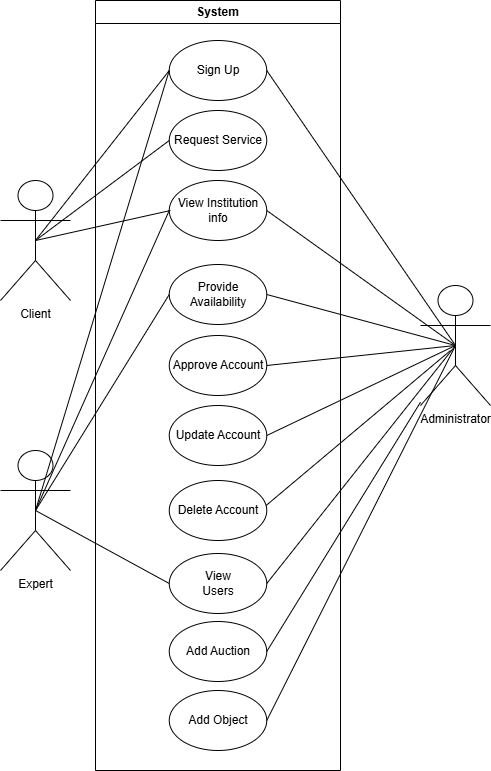 System
Sign Up
Request Service
View Institution
info
Client
Provide
Availability
Approve Account
Administrator
Update Account
Delete Account
Expert
View
Users
Add Auction
Add Object